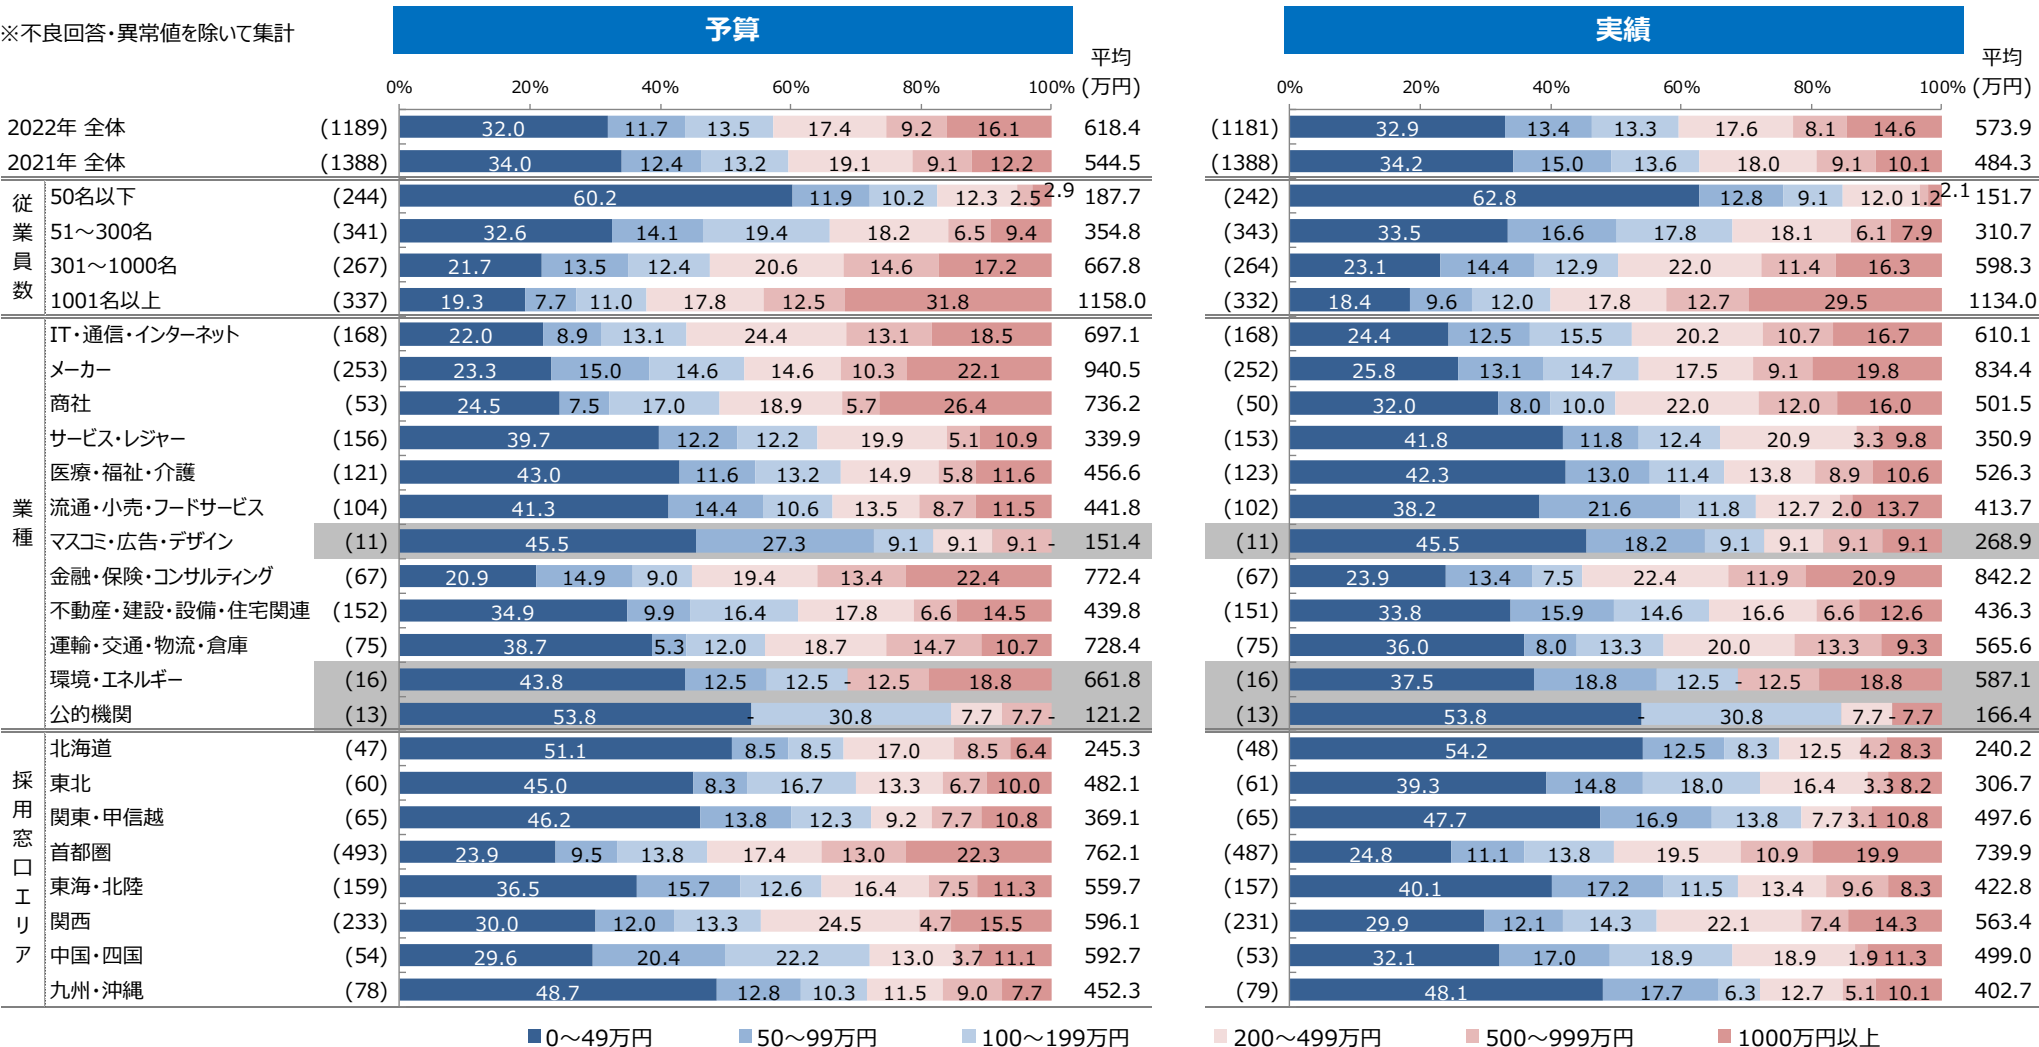 ※不良回答・異常値を除いて集計
予算 実績
平均 平均
0% 20% 40% 60% 80% 100% (万円) 0% 20% 40% 60% 80% 100% (万円)
2022年 全体 (1189) 32.0 11.7 13.5 17.4 9.2 16.1 618.4 (1181) 32.9 13.4 13.3 17.6 8.1 14.6 573.9
2021年 全体 (1388) 34.0 12.4 13.2 19.1 9.1 12.2 544.5 (1388) 34.2 15.0 13.6 18.0 9.1 10.1 484.3
従業員数
50名以下 (244) 60.2 11.9 10.2 12.3 2.5 2.9 187.7 (242) 62.8 12.8 9.1 12.0 1.2 2.1 151.7
51～300名 (341) 32.6 14.1 19.4 18.2 6.5 9.4 354.8 (343) 33.5 16.6 17.8 18.1 6.1 7.9 310.7
301～1000名 (267) 21.7 13.5 12.4 20.6 14.6 17.2 667.8 (264) 23.1 14.4 12.9 22.0 11.4 16.3 598.3
1001名以上 (337) 19.3 7.7 11.0 17.8 12.5 31.8 1158.0 (332) 18.4 9.6 12.0 17.8 12.7 29.5 1134.0
業種
IT・通信・インターネット (168) 22.0 8.9 13.1 24.4 13.1 18.5 697.1 (168) 24.4 12.5 15.5 20.2 10.7 16.7 610.1
メーカー (253) 23.3 15.0 14.6 14.6 10.3 22.1 940.5 (252) 25.8 13.1 14.7 17.5 9.1 19.8 834.4
商社 (53) 24.5 7.5 17.0 18.9 5.7 26.4 736.2 (50) 32.0 8.0 10.0 22.0 12.0 16.0 501.5
サービス・レジャー (156) 39.7 12.2 12.2 19.9 5.1 10.9 339.9 (153) 41.8 11.8 12.4 20.9 3.3 9.8 350.9
医療・福祉・介護 (121) 43.0 11.6 13.2 14.9 5.8 11.6 456.6 (123) 42.3 13.0 11.4 13.8 8.9 10.6 526.3
流通・小売・フードサービス (104) 41.3 14.4 10.6 13.5 8.7 11.5 441.8 (102) 38.2 21.6 11.8 12.7 2.0 13.7 413.7
マスコミ・広告・デザイン (11) 45.5 27.3 9.1 9.1 9.1 - 151.4 (11) 45.5 18.2 9.1 9.1 9.1 9.1 268.9
金融・保険・コンサルティング (67) 20.9 14.9 9.0 19.4 13.4 22.4 772.4 (67) 23.9 13.4 7.5 22.4 11.9 20.9 842.2
不動産・建設・設備・住宅関連 (152) 34.9 9.9 16.4 17.8 6.6 14.5 439.8 (151) 33.8 15.9 14.6 16.6 6.6 12.6 436.3
運輸・交通・物流・倉庫 (75) 38.7 5.3 12.0 18.7 14.7 10.7 728.4 (75) 36.0 8.0 13.3 20.0 13.3 9.3 565.6
環境・エネルギー (16) 43.8 12.5 12.5 - 12.5 18.8 661.8 (16) 37.5 18.8 12.5 - 12.5 18.8 587.1
公的機関 (13) 53.8 - 30.8 7.7 7.7 - 121.2 (13) 53.8 - 30.8 7.7 - 7.7 166.4
採用窓口エリア
北海道 (47) 51.1 8.5 8.5 17.0 8.5 6.4 245.3 (48) 54.2 12.5 8.3 12.5 4.2 8.3 240.2
東北 (60) 45.0 8.3 16.7 13.3 6.7 10.0 482.1 (61) 39.3 14.8 18.0 16.4 3.3 8.2 306.7
関東・甲信越 (65) 46.2 13.8 12.3 9.2 7.7 10.8 369.1 (65) 47.7 16.9 13.8 7.7 3.1 10.8 497.6
首都圏 (493) 23.9 9.5 13.8 17.4 13.0 22.3 762.1 (487) 24.8 11.1 13.8 19.5 10.9 19.9 739.9
東海・北陸 (159) 36.5 15.7 12.6 16.4 7.5 11.3 559.7 (157) 40.1 17.2 11.5 13.4 9.6 8.3 422.8
関西 (233) 30.0 12.0 13.3 24.5 4.7 15.5 596.1 (231) 29.9 12.1 14.3 22.1 7.4 14.3 563.4
中国・四国 (54) 29.6 20.4 22.2 13.0 3.7 11.1 592.7 (53) 32.1 17.0 18.9 18.9 1.9 11.3 499.0
九州・沖縄 (78) 48.7 12.8 10.3 11.5 9.0 7.7 452.3 (79) 48.1 17.7 6.3 12.7 5.1 10.1 402.7
0～49万円 50～99万円 100～199万円 200～499万円 500～999万円 1000万円以上